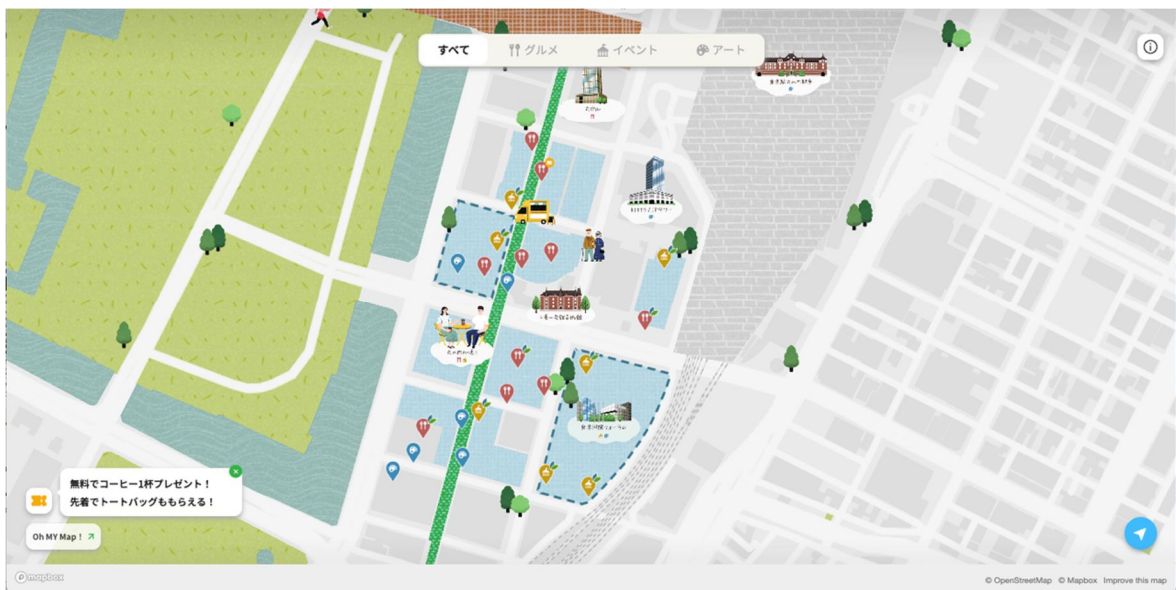 すべて
グルメ
イベント
アート
無料でコーヒー1杯プレゼント！
先着でトートバッグももらえる！
Oh MY Map !
mapbox
© OpenStreetMap © Mapbox Improve this map